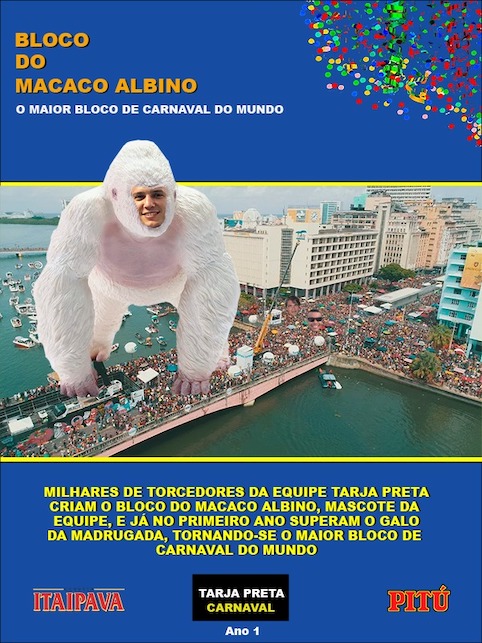 BLOCO
DO
MACACO ALBINO
O MAIOR BLOCO DE CARNAVAL DO MUNDO
MILHARES DE TORCEDORES DA EQUIPE TARJA PRETA
CRIAM O BLOCO DO MACACO ALBINO, MASCOTE DA
EQUIPE, E JÁ NO PRIMEIRO ANO SUPERAM O GALO
DA MADRUGADA, TORNANDO-SE O MAIOR BLOCO DE
CARNAVAL DO MUNDO
ITAIPAVA
TARJA PRETA
CARNAVAL
PITÚ
Ano 1